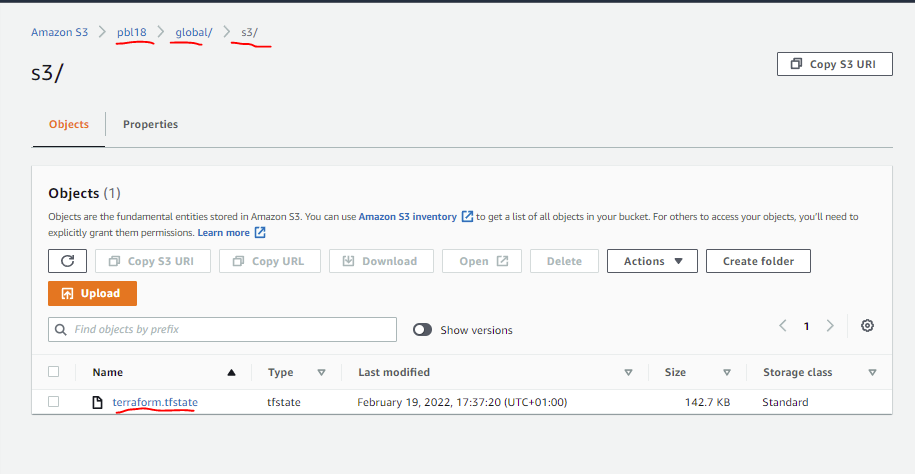 Amazon S3 > pbl18 > global/ > s3/
s3/
Copy S3 URI
Objects Properties
Objects (1)
Objects are the fundamental entities stored in Amazon S3. You can use Amazon S3 inventory to get a list of all objects in your bucket. For others to access your objects, you'll need to
explicitly grant them permissions. Learn more
Copy S3 URI Copy URL Download Open Delete Actions Create folder
Upload
Find objects by prefix Show versions 1
Name Type Last modified Size Storage class
terraform.tfstate tfstate February 19, 2022, 17:37:20 (UTC+01:00) 142.7 KB Standard